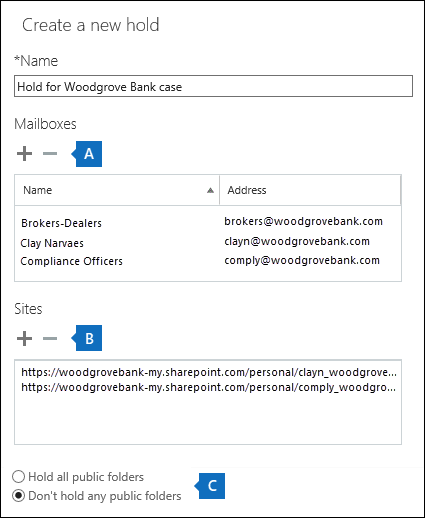 Create a new hold
*Name
Hold for Woodgrove Bank case
Mailboxes
A
Name Address
Brokers-Dealers brokers@woodgrovebank.com
Clay Narvaes clayn@woodgrovebank.com
Compliance Officers comply@woodgrovebank.com
Sites
B
https://woodgrovebank-my.sharepoint.com/personal/clayn_woodgrove...
https://woodgrovebank-my.sharepoint.com/personal/comply_woodgro...
Hold all public folders
C
Don't hold any public folders